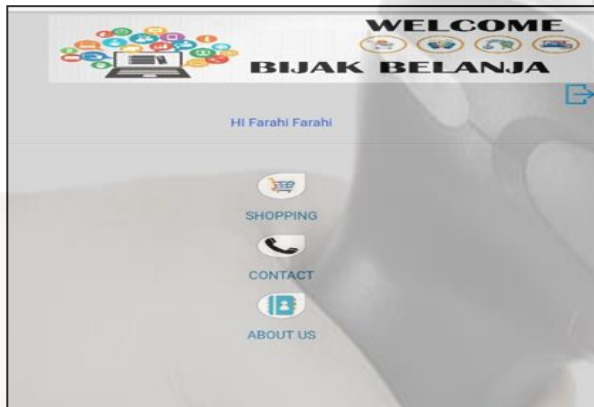 WELCOME
BIJAK BELANJA
HI Farahi Farahi
SHOPPING
CONTACT
ABOUT US